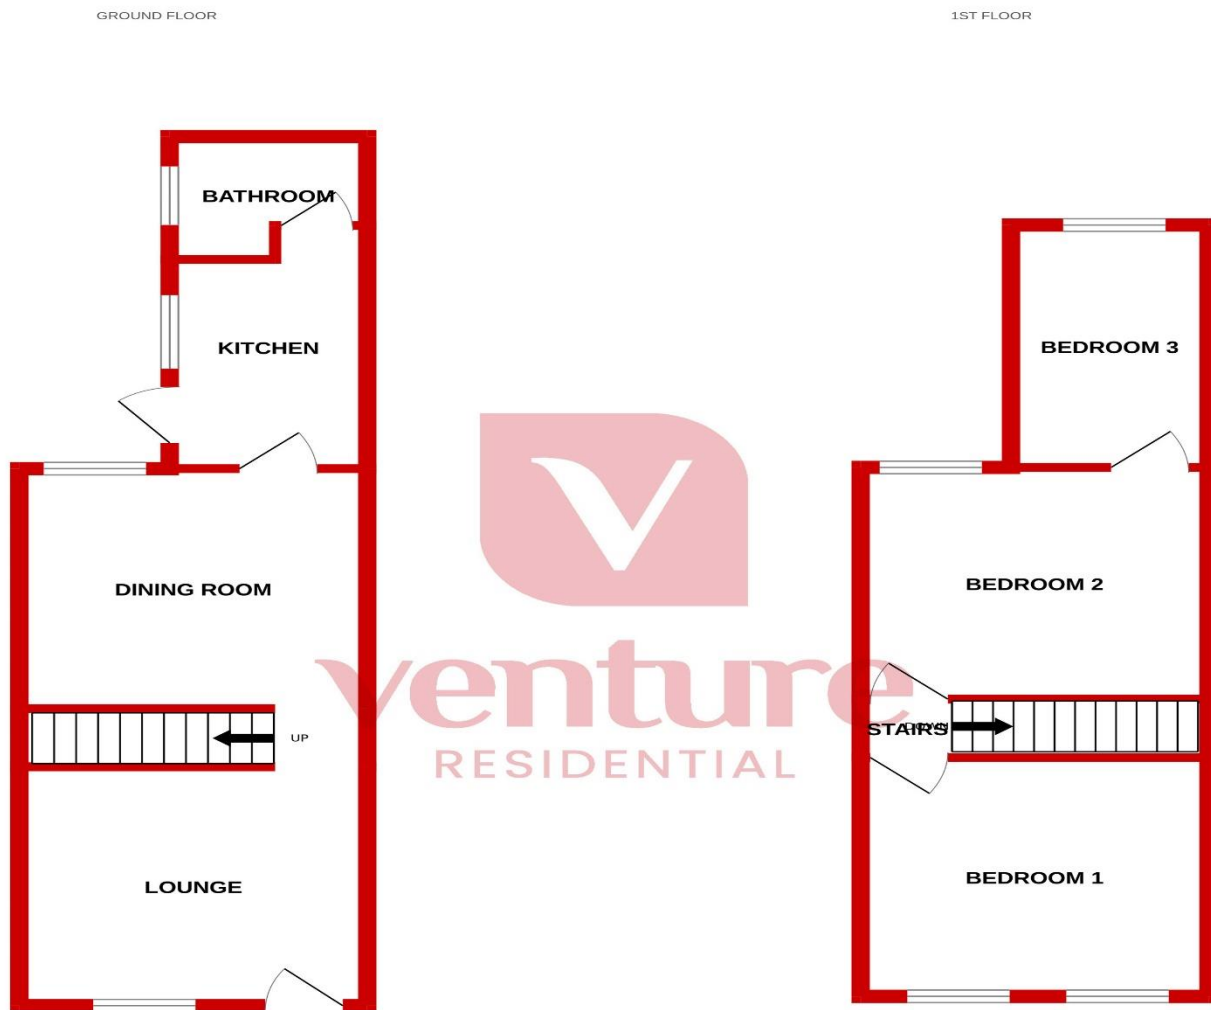 GROUND FLOOR
1ST FLOOR
BATHROOM
KITCHEN
BEDROOM 3
DINING ROOM
BEDROOM 2
venture
RESIDENTIAL
UP
STAIRS
DOWN
LOUNGE
BEDROOM 1